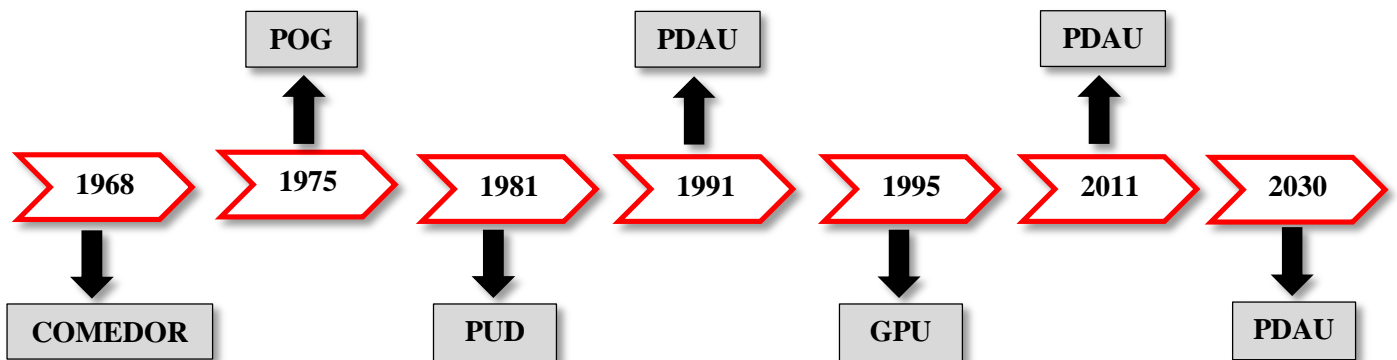 POG PDAU PDAU
1968 1975 1981 1991 1995 2011 2030
COMEDOR PUD GPU PDAU